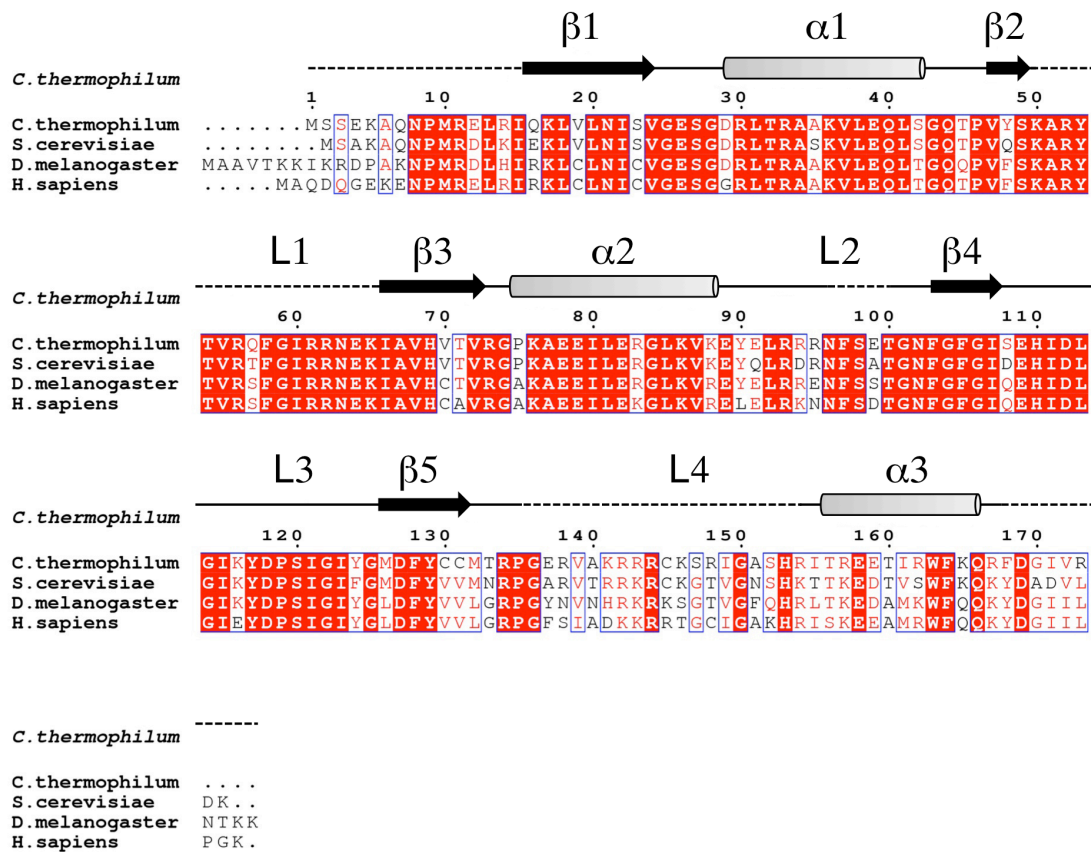 β1 α1 β2
C.thermophilum
1 10 20 30 40 50
C.thermophilum .......MSSEKAQNPMRELRIQKLVLNISVGESGDRLTRAAKVLEQLSGQTPVYSKARY
S.cerevisiae ........MSAKAQNPMRDLKIEKLVLNISVGESGDRLTRASKVLEQLSGQTPVQSKARY
D.melanogaster MAAVTKKIKRDPAKNPMRDLHIRKLCLNICVGESGDRLTRAAKVLEQLTGQQPVFSKARY
H.sapiens .....MAQDQGEKENPMRELRIRKLCLNICVGESGGRLTRAAKVLEQLTGQTPVFSKARY
L1 β3 α2 L2 β4
C.thermophilum
60 70 80 90 100 110
C.thermophilum TVRQFGIRRNEKIAVHVTVRGPKAEEILERGLKVKEYELRRRNFSETGNFGFGISEHIDL
S.cerevisiae TVRTFGIRRNEKIAVHVTVRGPKAEEILERGLKVKEYQLRDRNFSATGNFGFGIDEHIDL
D.melanogaster TVRSFGIRRNEKIAVHCTVRGAKAEEILERGLKVREYELRRENFSSTGNFGFGIQEHIDL
H.sapiens TVRSFGIRRNEKIAVHCAVRGAKAEEILEKGLKVRELELRKNNFSDTGNFGFGIQEHIDL
L3 β5 L4 α3
C.thermophilum
120 130 140 150 160 170
C.thermophilum GIKYDPSIGIYGMDFYCCMTRPGERVAKRRRCKSRIGASHRITREETIRWFKQRFDGIVR
S.cerevisiae GIKYDPSIGIFGMDFYVVMNRPGARVTRRKRCKGTVGNSHKTTKEDTVSWFKQKYDADVL
D.melanogaster GIKYDPSIGIYGLDFYVVLGRPGYNVNHRKRKSGTVGFQHRLTKEDAMKWFQQKYDGIIL
H.sapiens GIEYDPSIGIYGLDFYVVLGRPGFSIADKKRRTGCIGAKHRISKEEAMRWFQQKYDGIIL
C.thermophilum
C.thermophilum ....
S.cerevisiae DK..
D.melanogaster NTKK
H.sapiens PGK.